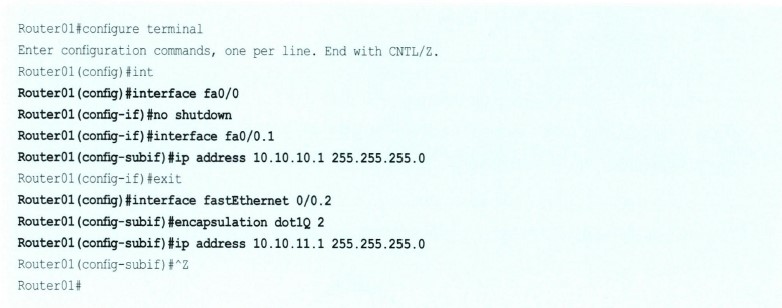 Router01#configure terminal
Enter configuration commands, one per line. End with CNTL/Z.
Router01(config)#int
Router01(config)#interface fa0/0
Router01(config-if)#no shutdown
Router01(config-if)#interface fa0/0.1
Router01(config-subif)#ip address 10.10.10.1 255.255.255.0
Router01(config-if)#exit
Router01(config)#interface fastEthernet 0/0.2
Router01(config-subif)#encapsulation dot1Q 2
Router01(config-subif)#ip address 10.10.11.1 255.255.255.0
Router01(config-subif)#^Z
Router01#